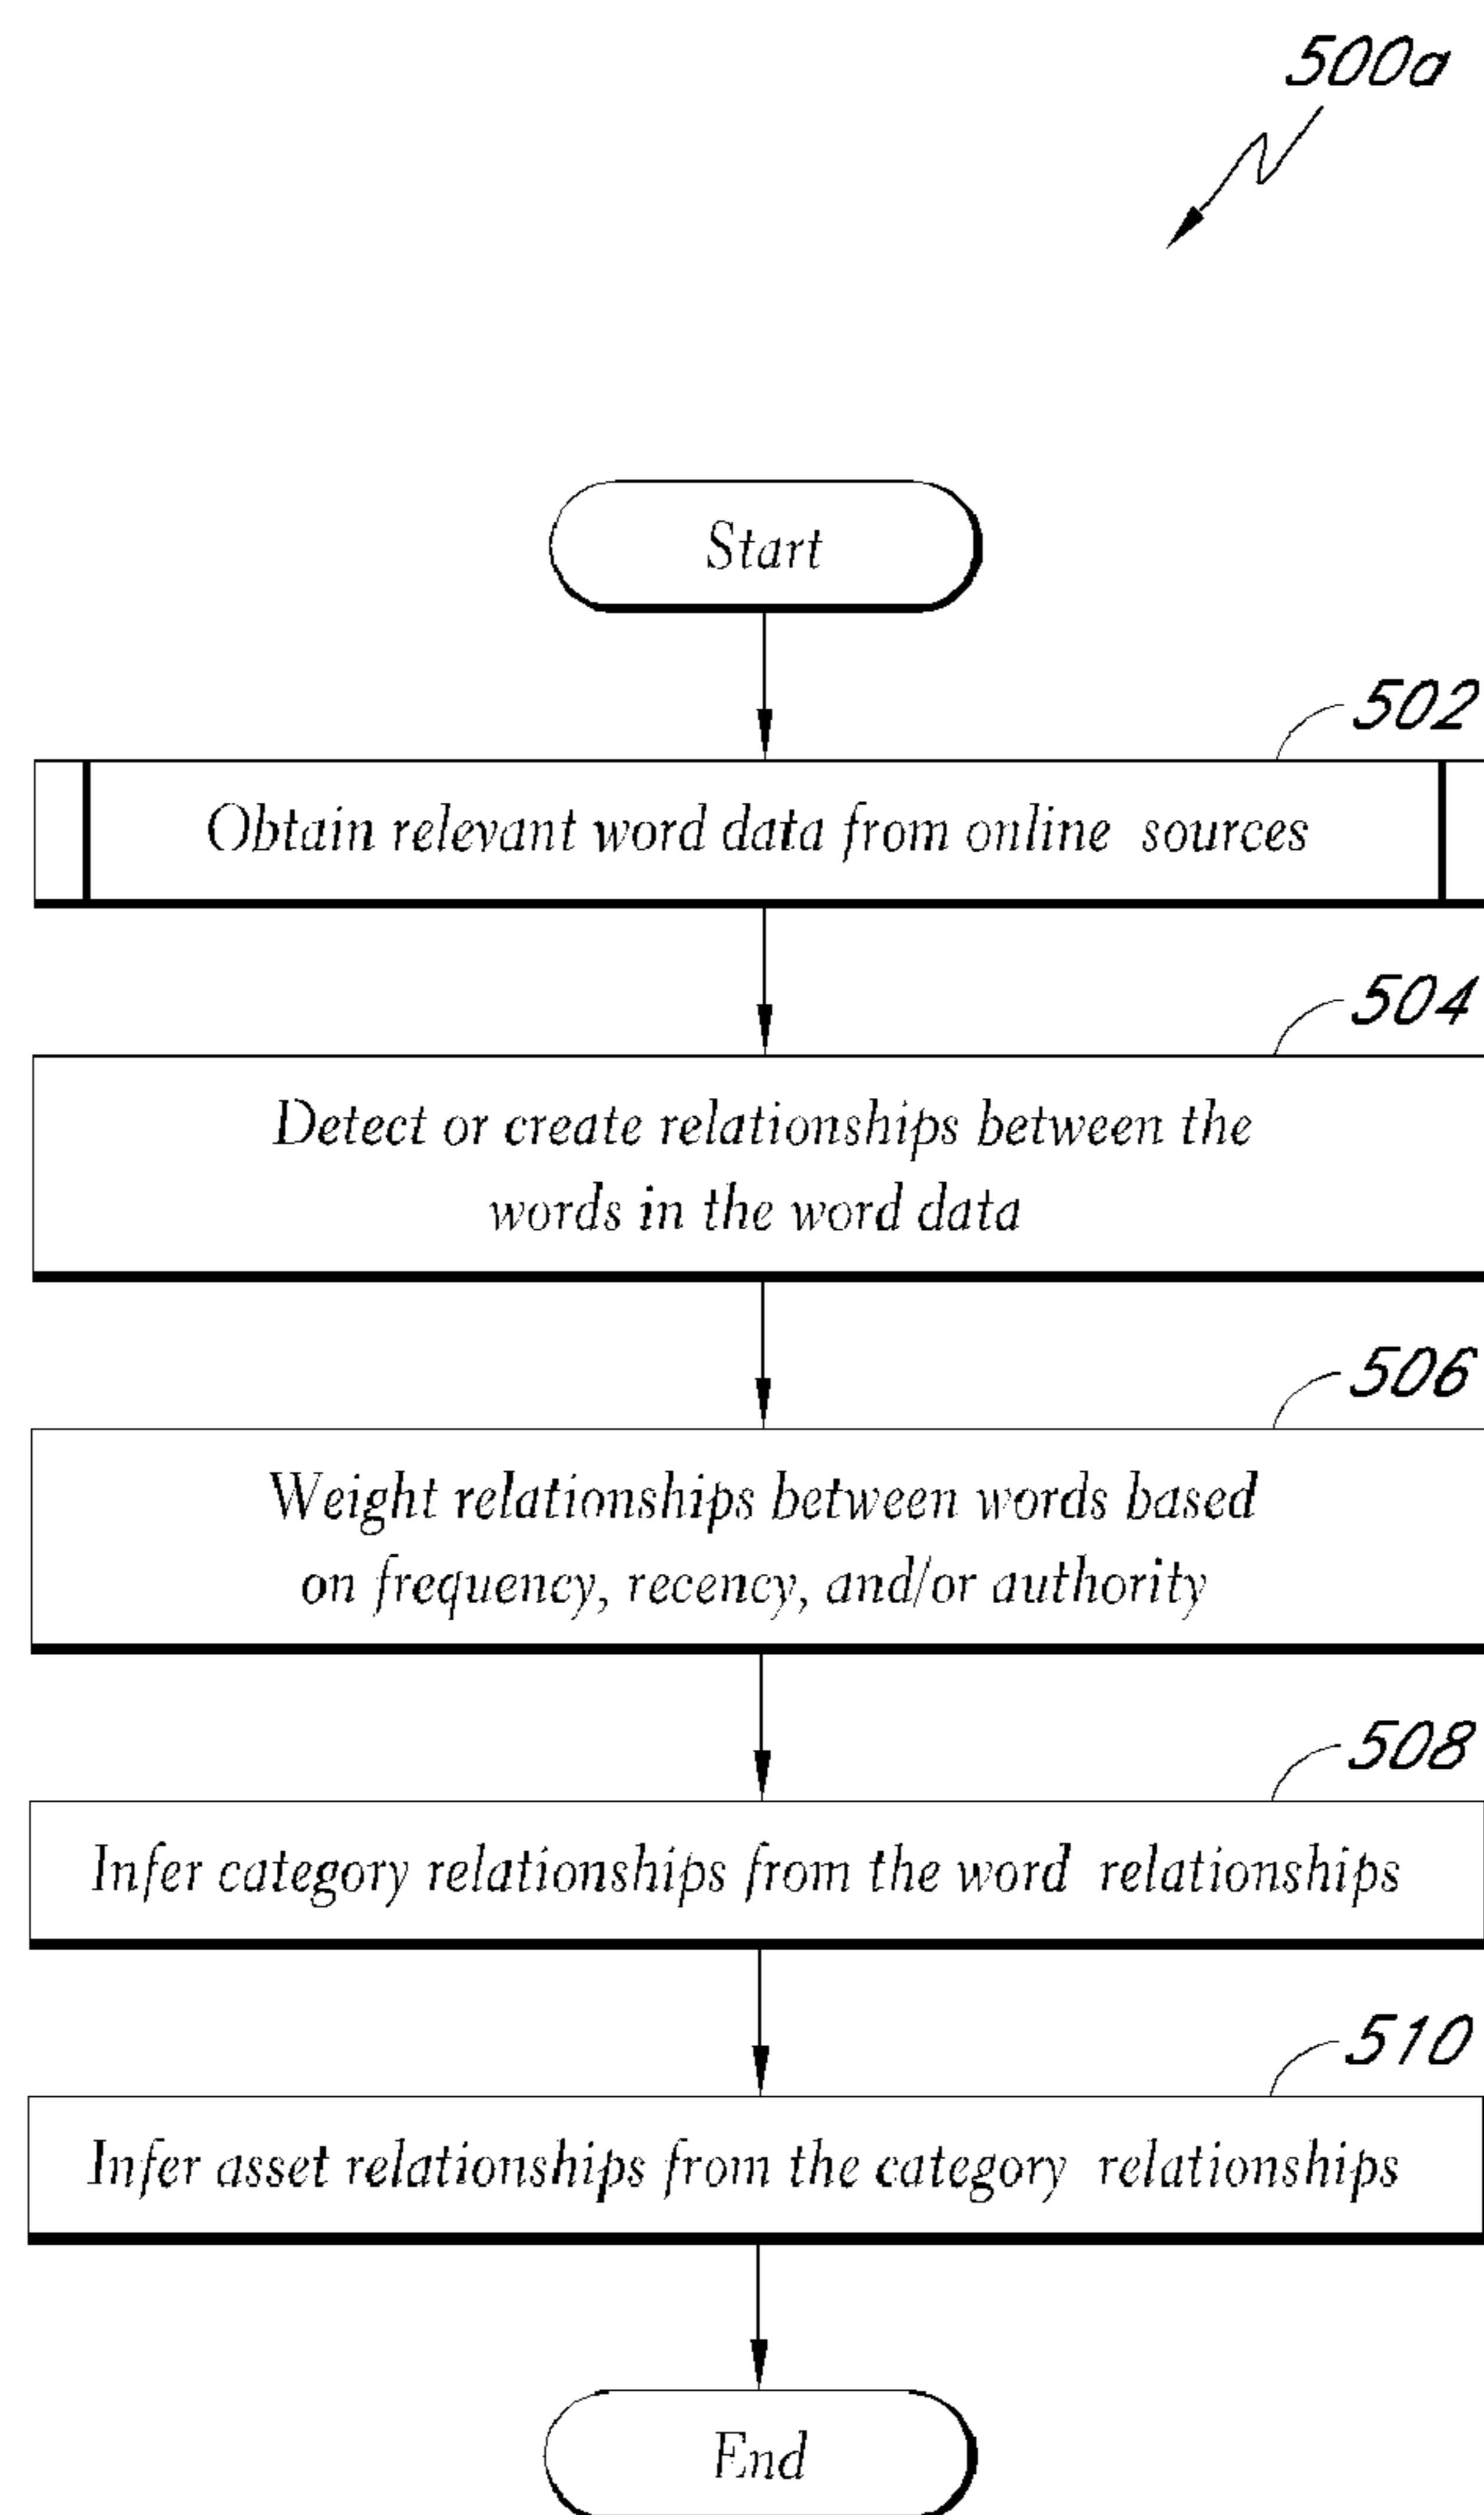 500a
Start
502
Obtain relevant word data from online sources
504
Detect or create relationships between the
words in the word data
506
Weight relationships between words based
on frequency, recency, and/or authority
508
Infer category relationships from the word relationships
510
Infer asset relationships from the category relationships
End